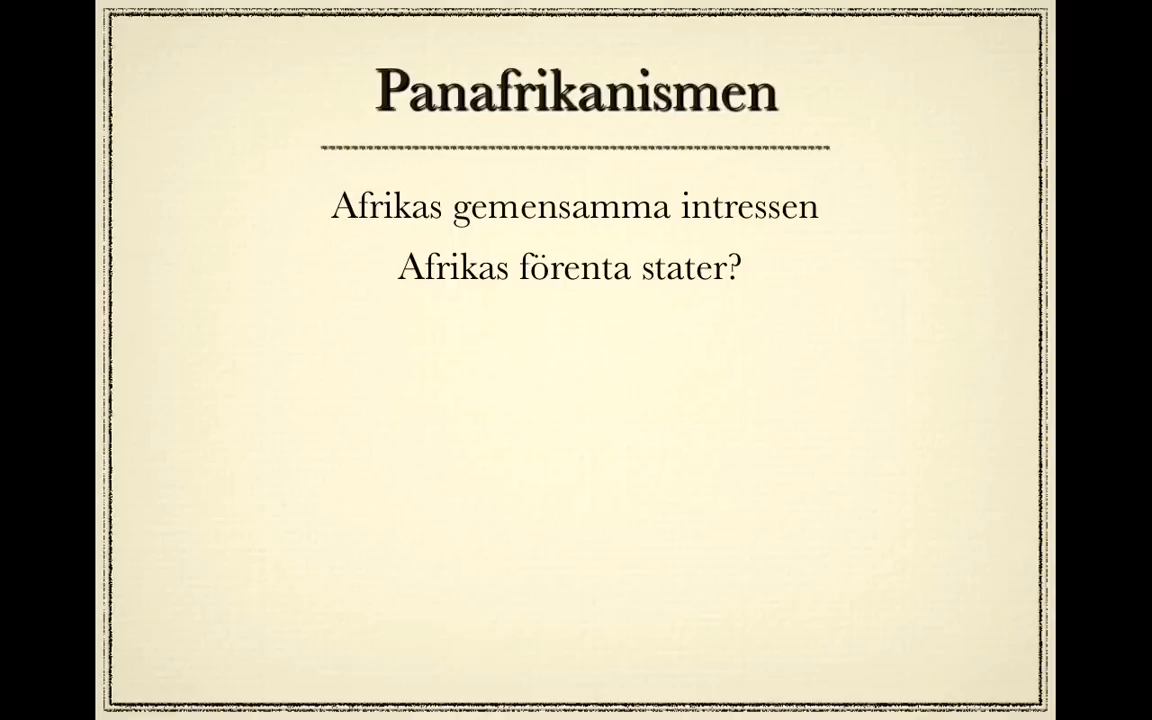 Panafrikanismen
Afrikas gemensamma intressen
Afrikas förenta stater?